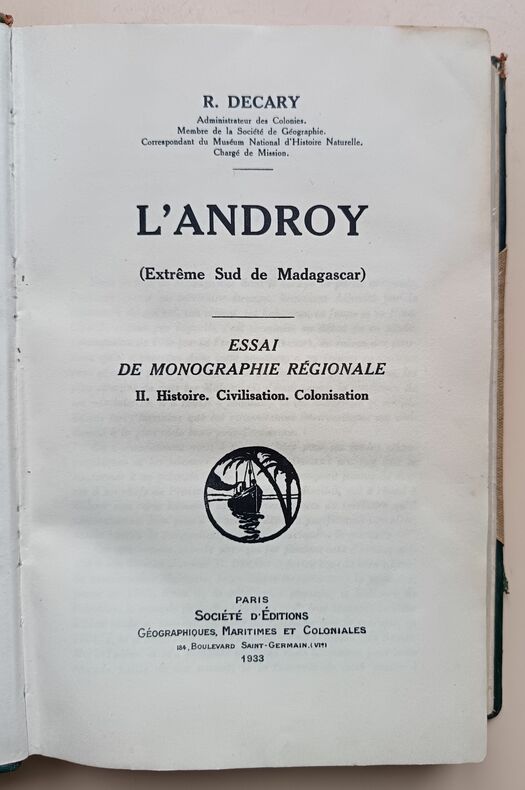 R. DECARY
Administrateur des Colonies.
Membre de la Société de Géographie.
Correspondant du Muséum National d'Histoire Naturelle.
Chargé de Mission.
L'ANDROY
(Extrême Sud de Madagascar)
ESSAI
DE MONOGRAPHIE RÉGIONALE
II. Histoire. Civilisation. Colonisation
PARIS
SOCIÉTÉ D'ÉDITIONS
GÉOGRAPHIQUES, MARITIMES ET COLONIALES
184, BOULEVARD SAINT-GERMAIN, (VIe)
1933